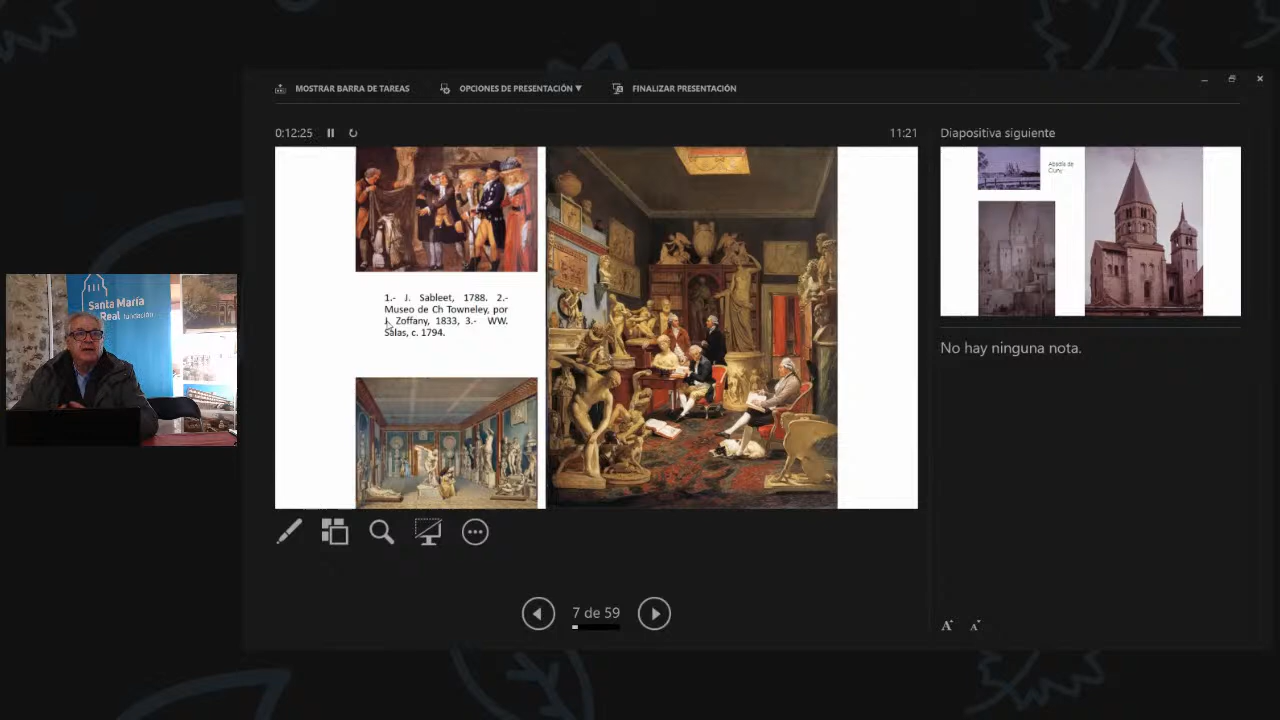 MOSTRAR BARRA DE TAREAS
OPCIONES DE PRESENTACIÓN ▼
FINALIZAR PRESENTACIÓN
0:12:25
11:21
Diapositiva siguiente
1.- J. Sableet, 1788. 2.-
Museo de Ch Towneley, por
J. Zoffany, 1833, 3.- WW.
Salas, c. 1794.
Abadía de
Cluny
No hay ninguna nota.
Santa María
la Real fundación
7 de 59
A A